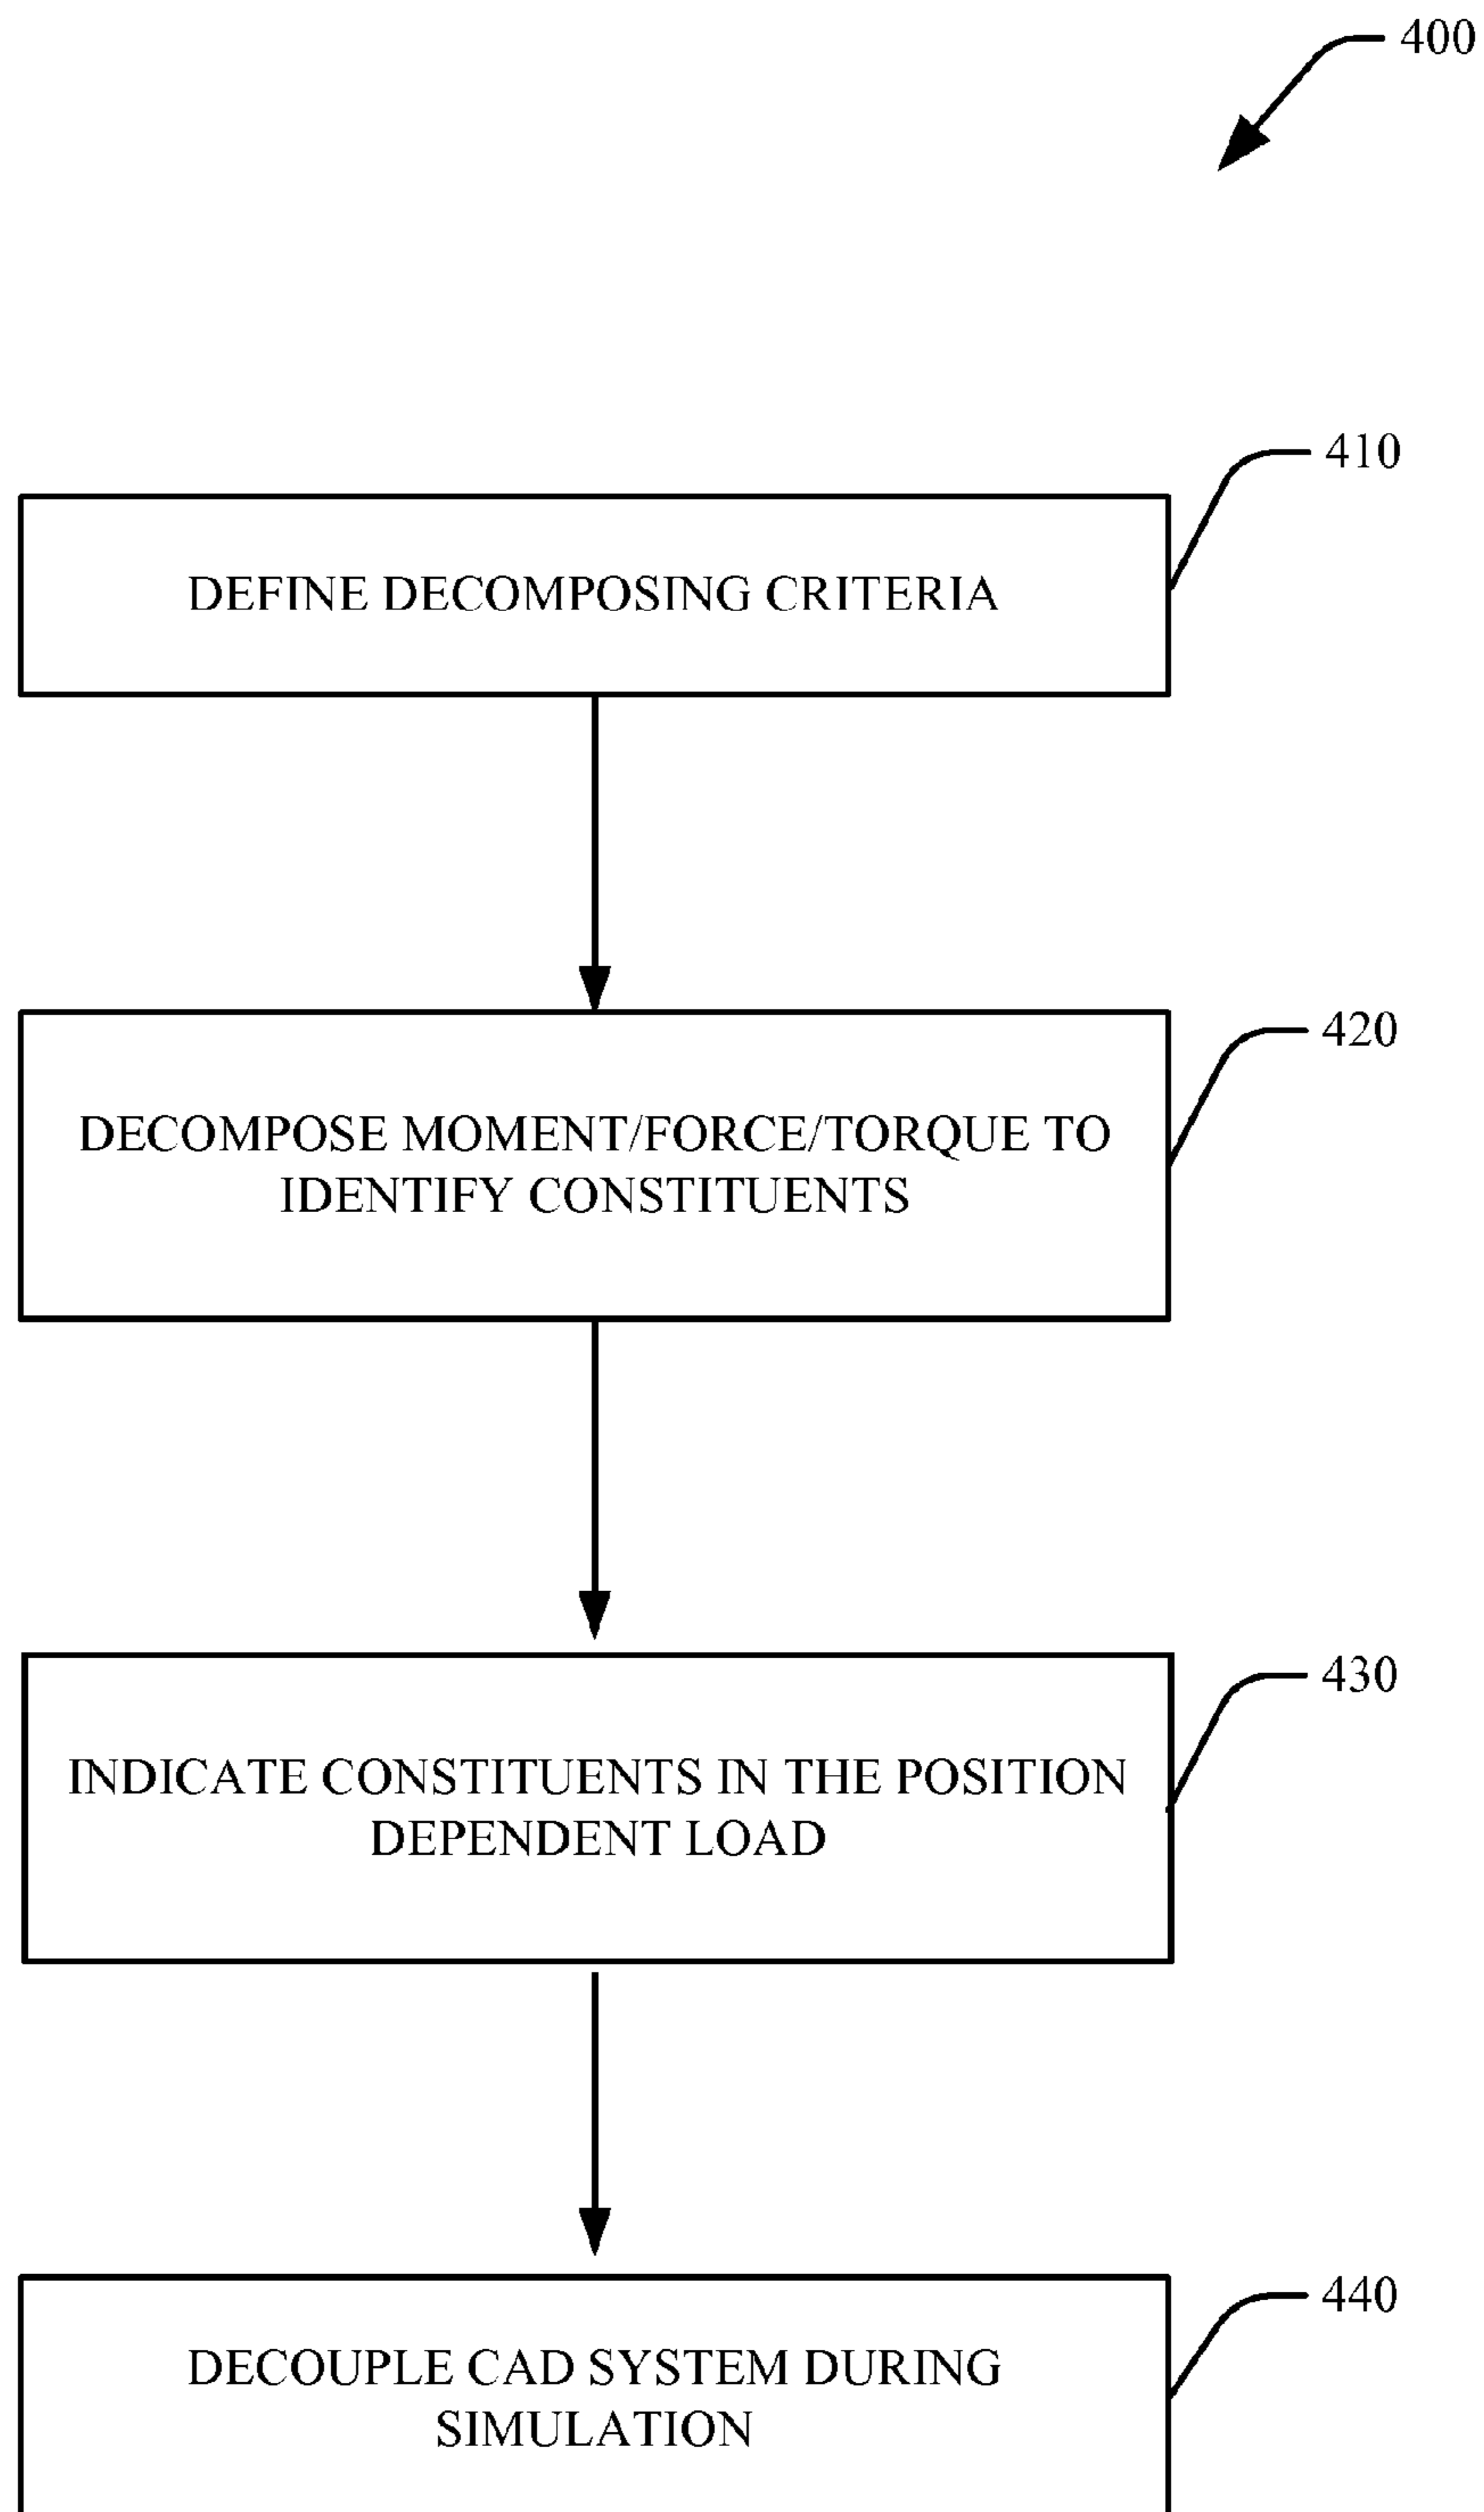 400
410
DEFINE DECOMPOSING CRITERIA
420
DECOMPOSE MOMENT/FORCE/TORQUE TO
IDENTIFY CONSTITUENTS
430
INDICATE CONSTITUENTS IN THE POSITION
DEPENDENT LOAD
440
DECOUPLE CAD SYSTEM DURING
SIMULATION